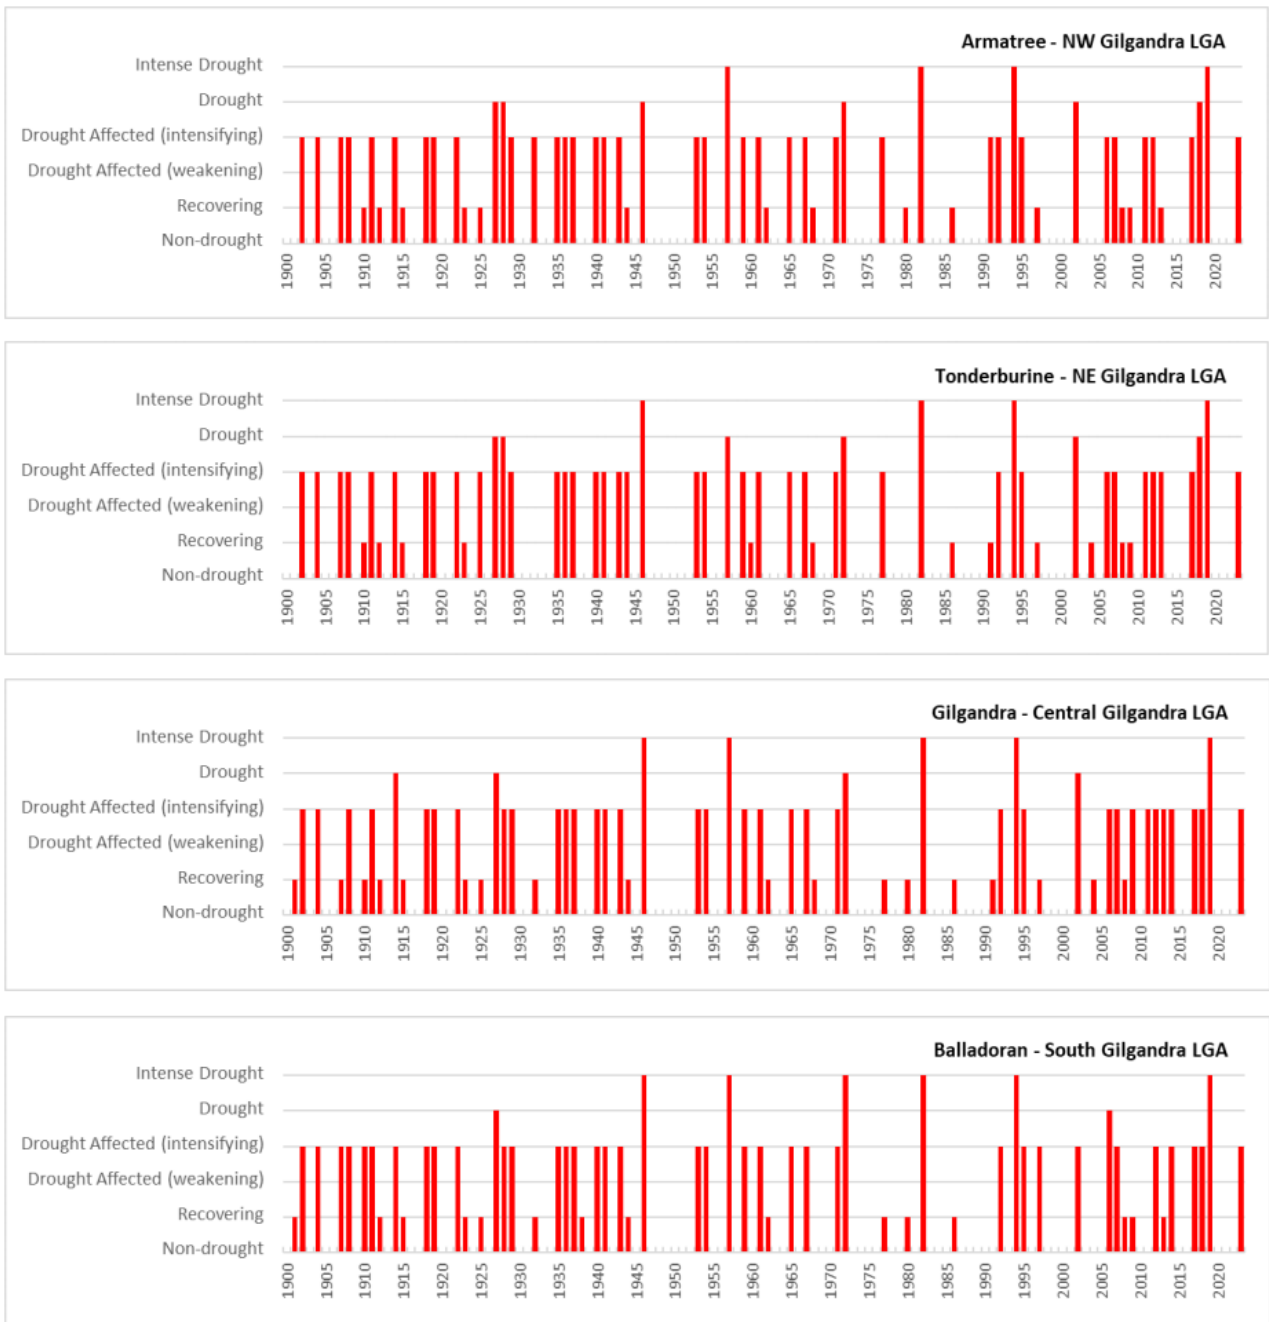 Armatree - NW Gilgandra LGA
Intense Drought
Drought
Drought Affected (intensifying)
Drought Affected (weakening)
Recovering
Non-drought
1900 1905 1910 1915 1920 1925 1930 1935 1940 1945 1950 1955 1960 1965 1970 1975 1980 1985 1990 1995 2000 2005 2010 2015 2020
Tonderburine - NE Gilgandra LGA
Intense Drought
Drought
Drought Affected (intensifying)
Drought Affected (weakening)
Recovering
Non-drought
1900 1905 1910 1915 1920 1925 1930 1935 1940 1945 1950 1955 1960 1965 1970 1975 1980 1985 1990 1995 2000 2005 2010 2015 2020
Gilgandra - Central Gilgandra LGA
Intense Drought
Drought
Drought Affected (intensifying)
Drought Affected (weakening)
Recovering
Non-drought
1900 1905 1910 1915 1920 1925 1930 1935 1940 1945 1950 1955 1960 1965 1970 1975 1980 1985 1990 1995 2000 2005 2010 2015 2020
Balladoran - South Gilgandra LGA
Intense Drought
Drought
Drought Affected (intensifying)
Drought Affected (weakening)
Recovering
Non-drought
1900 1905 1910 1915 1920 1925 1930 1935 1940 1945 1950 1955 1960 1965 1970 1975 1980 1985 1990 1995 2000 2005 2010 2015 2020